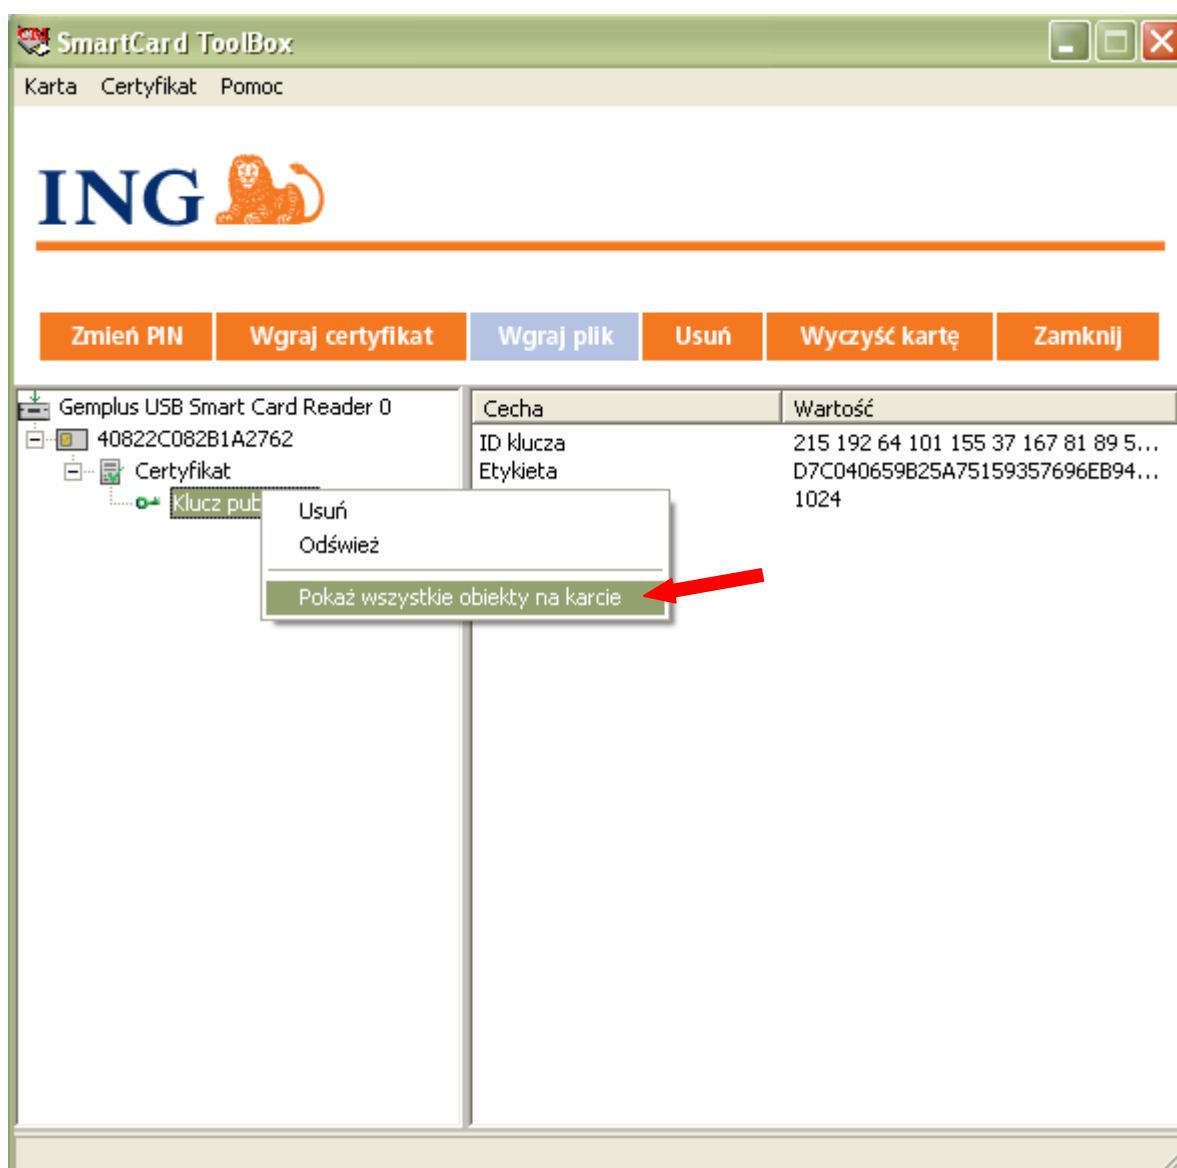 SmartCard ToolBox
Karta Certyfikat Pomoc
ING
Zmień PIN Wgraj certyfikat Wgraj plik Usuń Wyczyść kartę Zamknij
Gemplus USB Smart Card Reader 0
40822C082B1A2762
Certyfikat
Klucz pub
Usuń
Odśwież
Pokaż wszystkie obiekty na karcie
Cecha Wartość
ID klucza 215 192 64 101 155 37 167 81 89 5...
Etykieta D7C040659B25A75159357696EB94...
1024